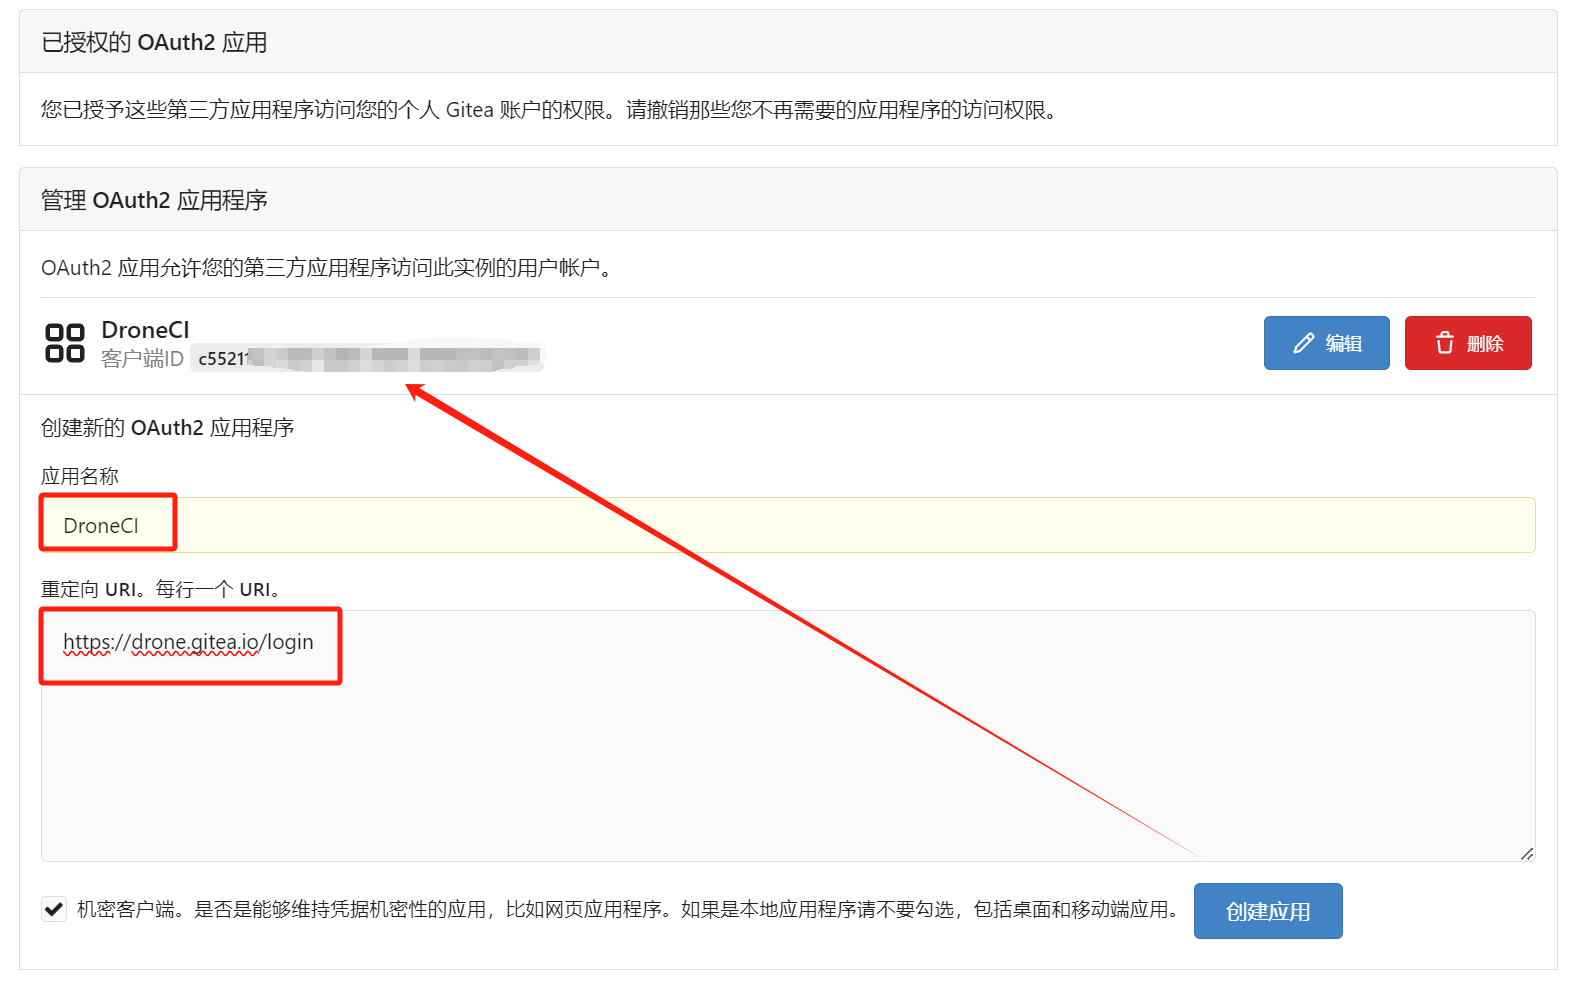 已授权的 OAuth2 应用
您已授予这些第三方应用程序访问您的个人 Gitea 账户的权限。请撤销那些您不再需要的应用程序的访问权限。
管理 OAuth2 应用程序
OAuth2 应用允许您的第三方应用程序访问此实例的用户帐户。
DroneCI
客户端ID c55211
编辑
删除
创建新的 OAuth2 应用程序
应用名称
DroneCI
重定向 URI。每行一个 URI。
https://drone.gitea.io/login
机密客户端。是否是能够维持凭据机密性的应用，比如网页应用程序。如果是本地应用程序请不要勾选，包括桌面和移动端应用。
创建应用